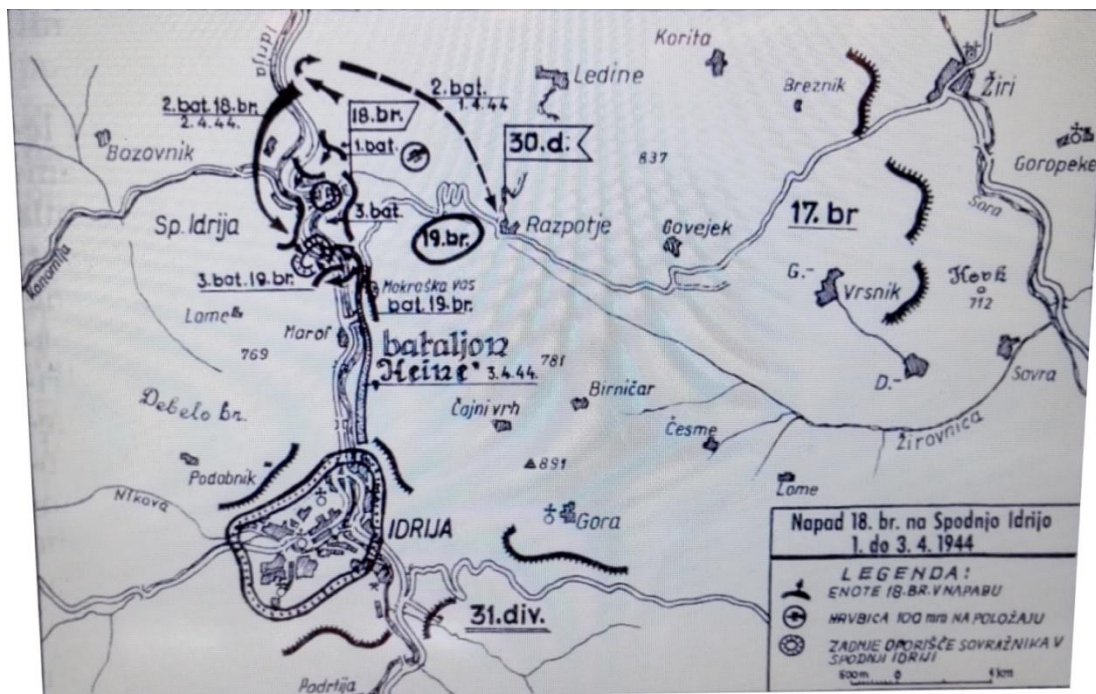 Idrija
Korita
Ledine
Breznik
Žiri
2. bat.
1.4.44
2. bat. 18. br.
2.4.44.
18. br.
1. bat.
30. d.
837
Goropeke
Bozovnik
Sora
17. br
Sp. Idrija
3. bat.
19. br.
Razpotje
Govejek
G.-
Vrsnik
712
Kanomlja
3. bat. 19. br.
Mokraška vas
bat. 19. br.
Lome
Marof
769
bataljon
"Heine"
3.4.44.
781
D.-
Sovra
Debelo br.
Čajni vrh
Birničar
Česme
Žirovnica
Podobnik
891
Lome
Nikova
IDRIJA
Gora
31. div.
Podrtija
Napad 18. br. na Spodnjo Idrijo
1. do 3. 4. 1944
LEGENDA:
ENOTE 18. BR. V NAPADU
HAVBICA 100 mm NA POLOŽAJU
ZADNJE OPORIŠČE SOVRAŽNIKA V
SPODNJI IDRIJI
500m 0 1km